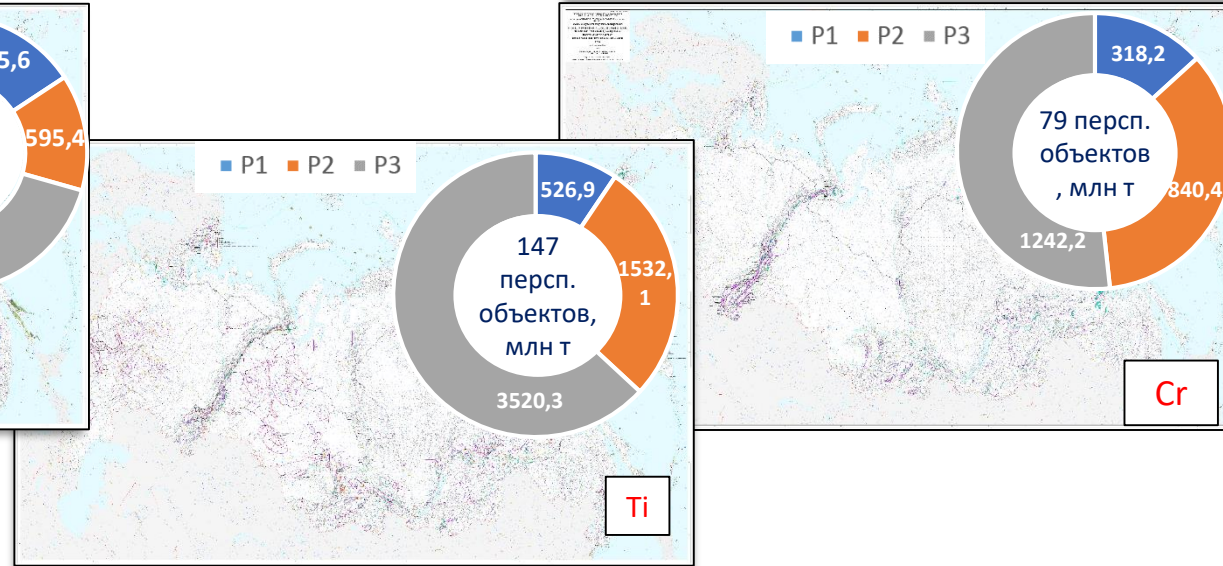 5,6
595,4
P1 P2 P3
526,9
1532,
1
3520,3
147
персп.
объектов,
млн т
Ti
P1 P2 P3
318,2
840,4
1242,2
79 персп.
объектов
, млн т
Cr